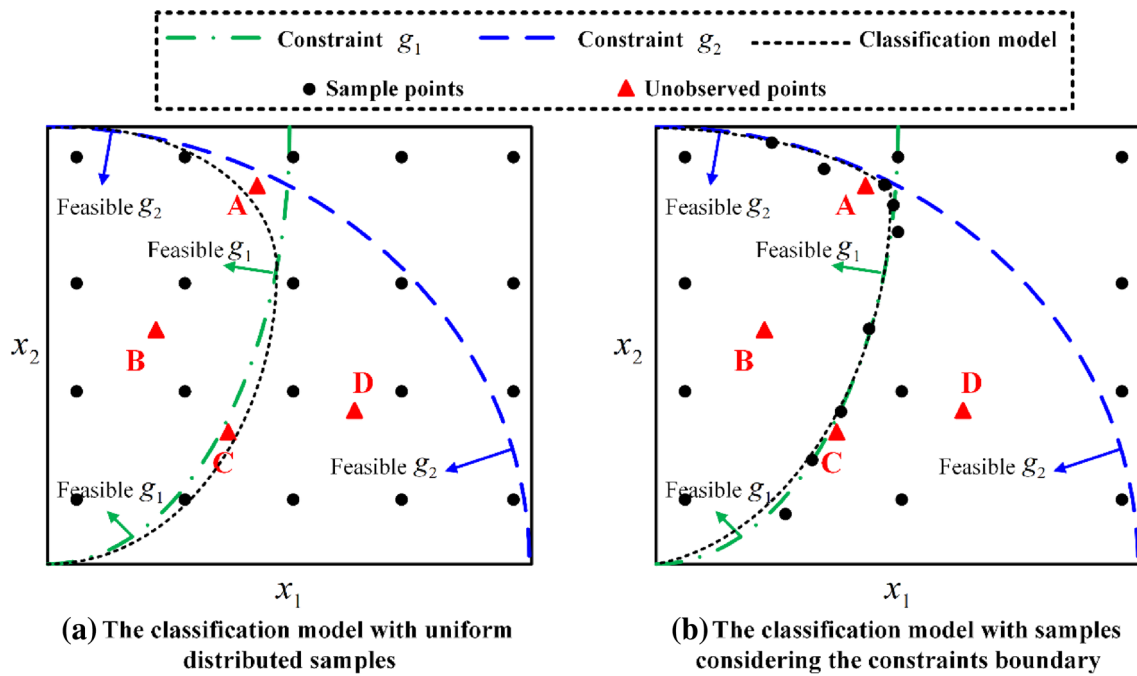 Constraint g1 Constraint g2 Classification model
Sample points Unobserved points
Feasible g2
A
Feasible g1
B
D
C
Feasible g2
Feasible g1
x2
x1
(a) The classification model with uniform
distributed samples
Feasible g2
A
Feasible g1
B
D
C
Feasible g2
Feasible g1
x2
x1
(b) The classification model with samples
considering the constraints boundary